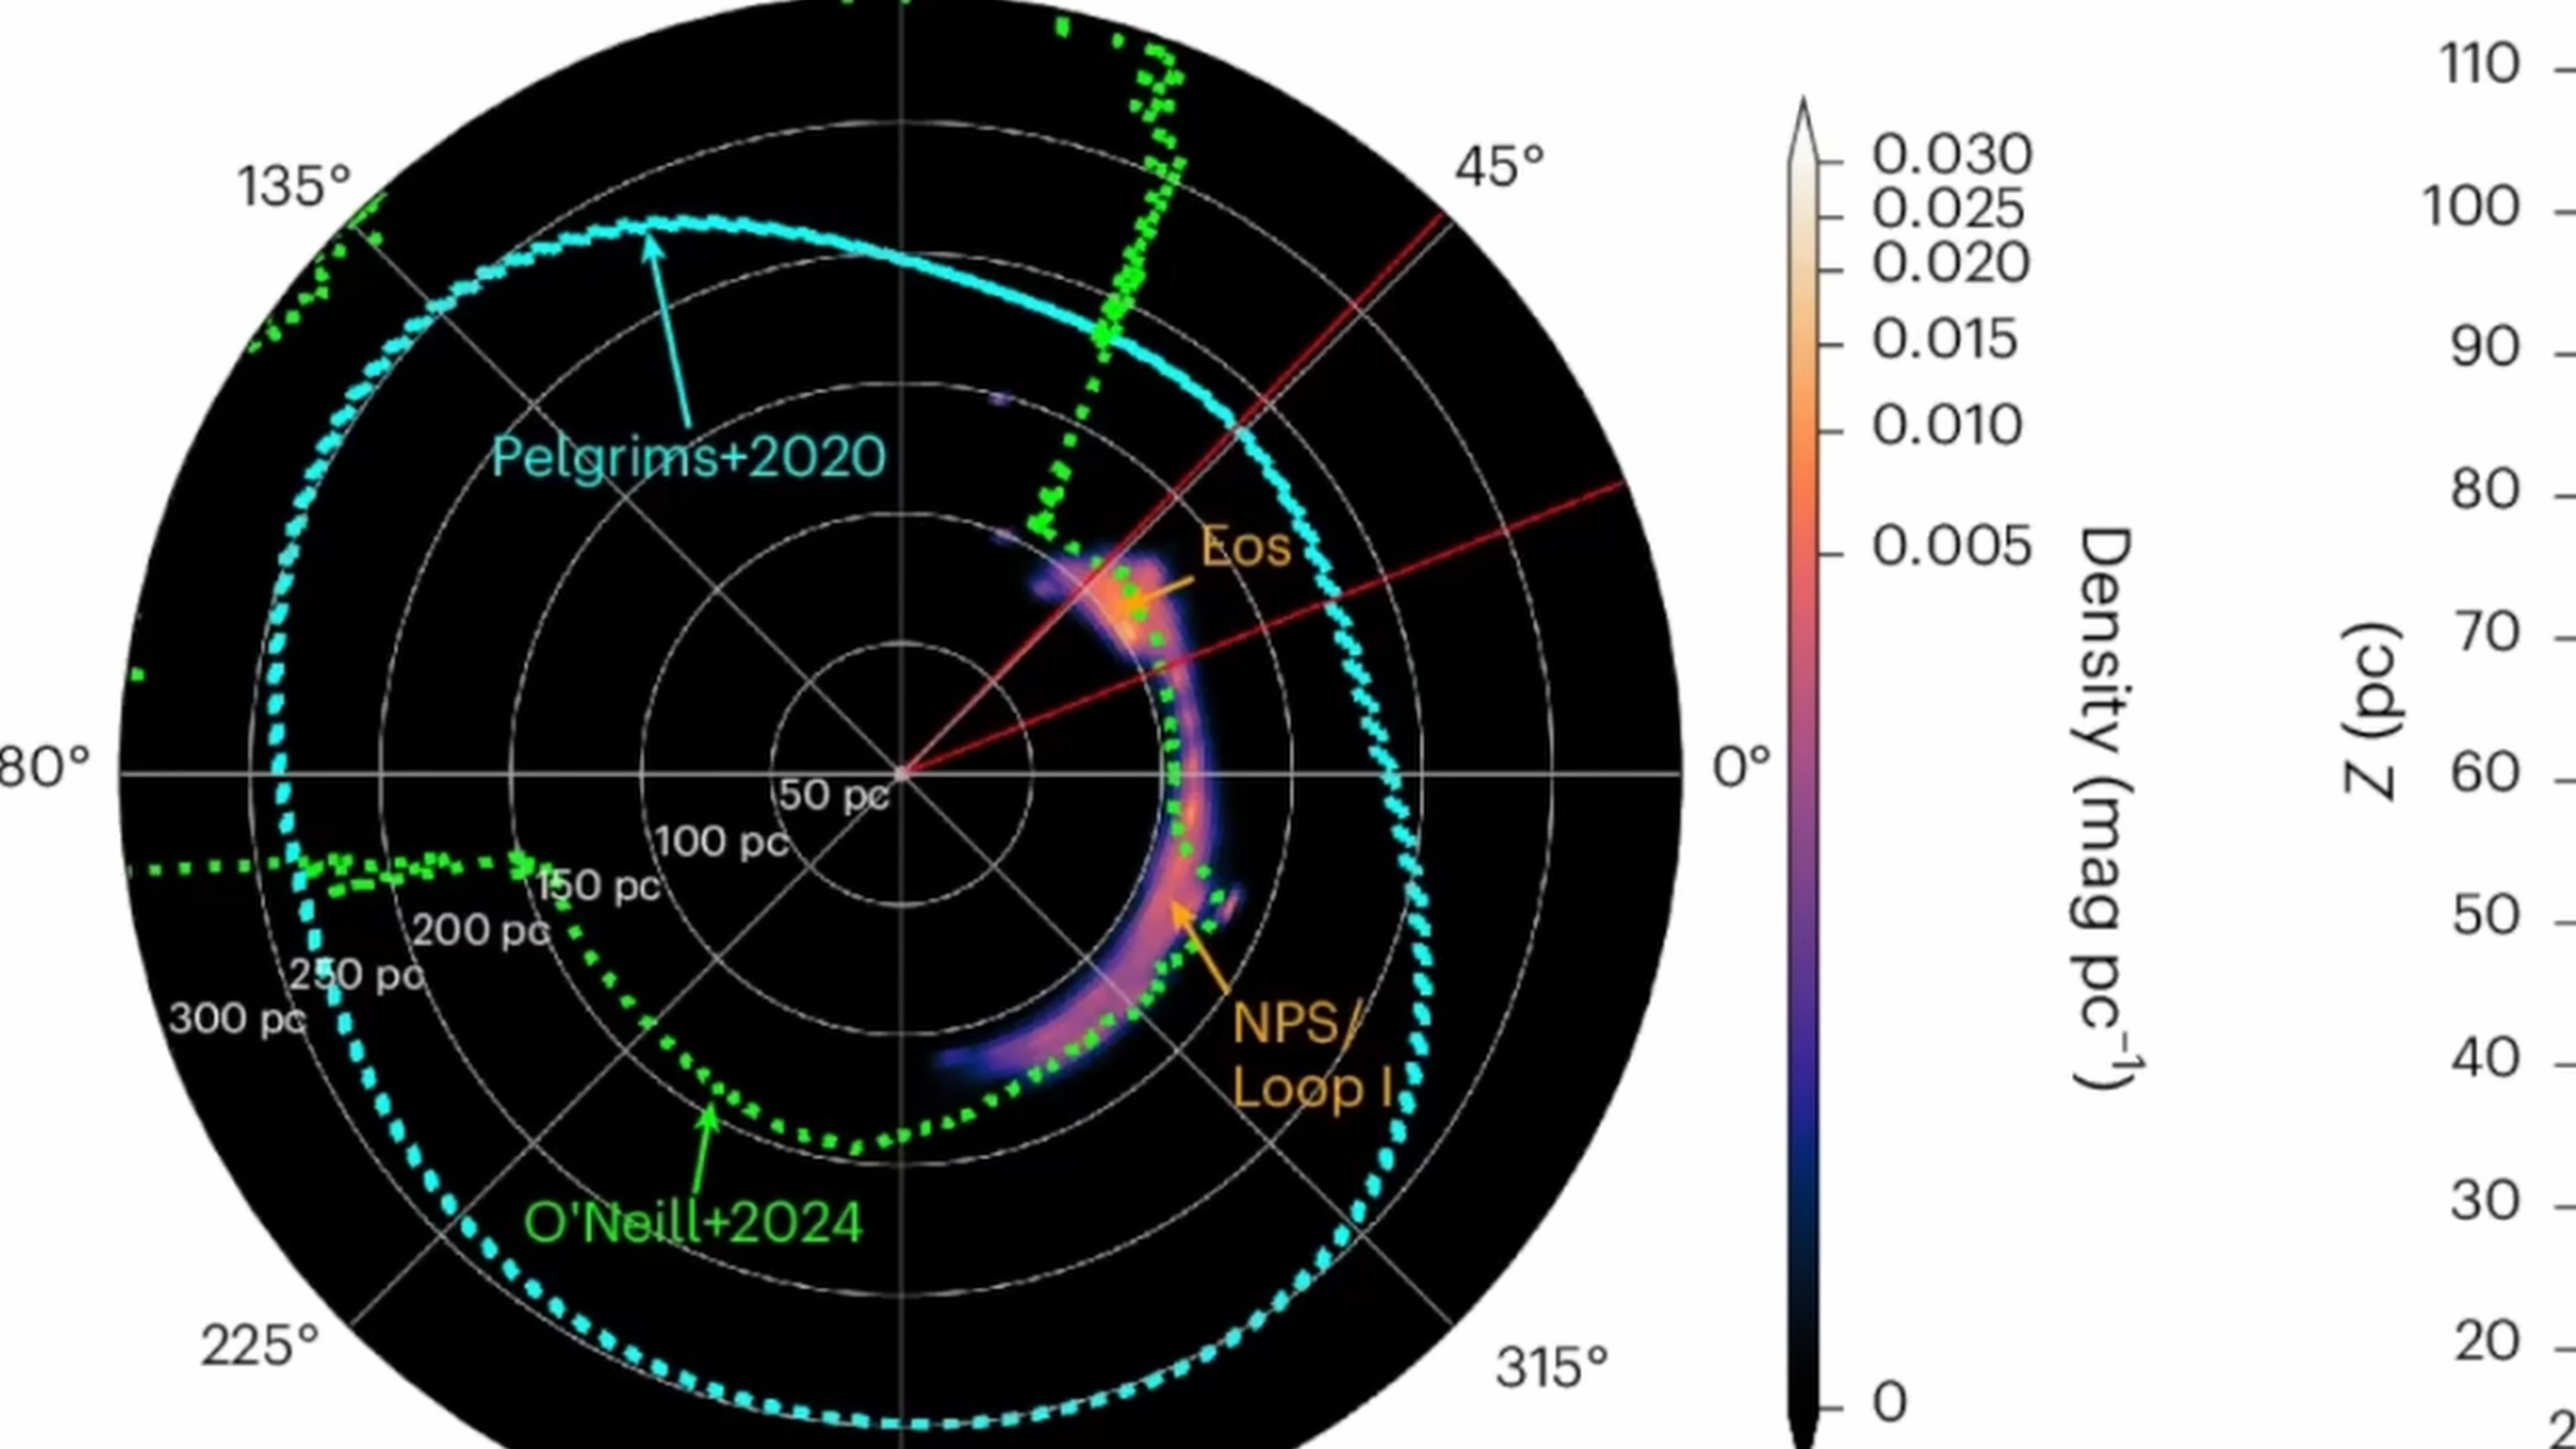 135°
45°
Pelgrims+2020
Eos
80°
0°
50 pc
100 pc
150 pc
200 pc
250 pc
300 pc
NPS/
Loop I
O'Neill+2024
225°
315°
0.030
0.025
0.020
0.015
0.010
0.005
0
Density (mag pc⁻¹)
Z (pc)
110
100
90
80
70
60
50
40
30
20
2